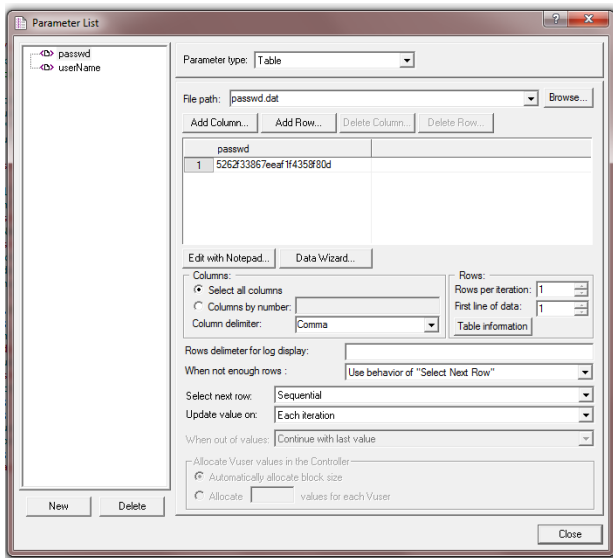 Parameter List
passwd
userName
New
Delete
Parameter type: Table
File path: passwd.dat Browse...
Add Column... Add Row... Delete Column... Delete Row...
passwd
1 5262f33867eeaf1f4358f80d
Edit with Notepad... Data Wizard...
Columns:
Select all columns
Columns by number:
Column delimiter: Comma
Rows:
Rows per iteration: 1
First line of data: 1
Table information
Rows delimeter for log display:
When not enough rows : Use behavior of "Select Next Row"
Select next row: Sequential
Update value on: Each iteration
When out of values: Continue with last value
Allocate Vuser values in the Controller
Automatically allocate block size
Allocate values for each Vuser
Close